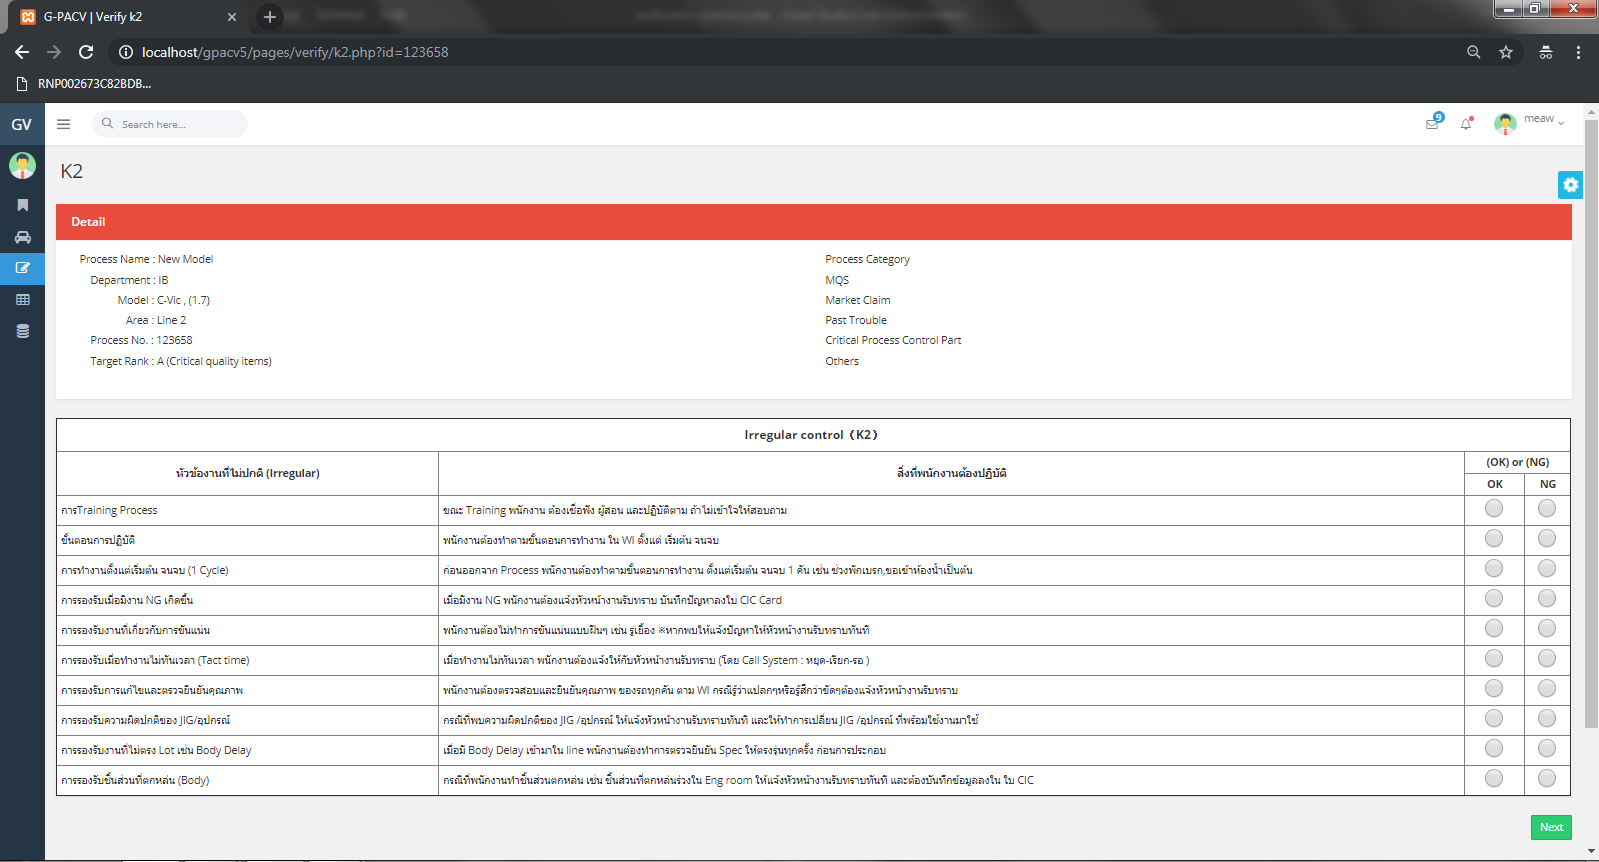 G-PACV | Verify k2
localhost/gpacv5/pages/verify/k2.php?id=123658
RNP002673C82BDB...
GV
Search here...
9
meaw
K2
Detail
Process Name : New Model
Department : IB
Model : C-Vic , (1.7)
Area : Line 2
Process No. : 123658
Target Rank : A (Critical quality items)
Process Category
MQS
Market Claim
Past Trouble
Critical Process Control Part
Others
Irregular control (K2)
หัวข้องานที่ไม่ปกติ (Irregular)
สิ่งที่พนักงานต้องปฏิบัติ
(OK) or (NG)
OK NG
การTraining Process
ขณะ Training พนักงาน ต้องเชื่อฟัง ผู้สอน และปฏิบัติตาม ถ้าไม่เข้าใจให้สอบถาม
ขั้นตอนการปฏิบัติ
พนักงานต้องทำตามขั้นตอนการทำงาน ใน WI ตั้งแต่ เริ่มต้น จนจบ
การทำงานตั้งแต่เริ่มต้น จนจบ (1 Cycle)
ก่อนออกจาก Process พนักงานต้องทำตามขั้นตอนการทำงาน ตั้งแต่เริ่มต้น จนจบ 1 คัน เช่น ช่วงพักเบรก,ขอเข้าห้องน้ำเป็นต้น
การรองรับเมื่อมีงาน NG เกิดขึ้น
เมื่อมีงาน NG พนักงานต้องแจ้งหัวหน้างานรับทราบ บันทึกปัญหาลงใบ CIC Card
การรองรับงานที่เกี่ยวกับการขันแน่น
พนักงานต้องไม่ทำการขันแน่นแบบฝืนๆ เช่น รูเยื้อง ※หากพบให้แจ้งปัญหาให้หัวหน้างานรับทราบทันที
การรองรับเมื่อทำงานไม่ทันเวลา (Tact time)
เมื่อทำงานไม่ทันเวลา พนักงานต้องแจ้งให้กับหัวหน้างานรับทราบ (โดย Call System : หยุด-เรียก-รอ )
การรองรับการแก้ไขและตรวจยืนยันคุณภาพ
พนักงานต้องตรวจสอบและยืนยันคุณภาพ ของรถทุกคัน ตาม WI กรณีรู้ว่าแปลกๆหรือรู้สึกว่าขัดๆต้องแจ้งหัวหน้างานรับทราบ
การรองรับความผิดปกติของ JIG/อุปกรณ์
กรณีที่พบความผิดปกติของ JIG /อุปกรณ์ ให้แจ้งหัวหน้างานรับทราบทันที และให้ทำการเปลี่ยน JIG /อุปกรณ์ ที่พร้อมใช้งานมาใช้
การรองรับงานที่ไม่ตรง Lot เช่น Body Delay
เมื่อมี Body Delay เข้ามาใน line พนักงานต้องทำการตรวจยืนยัน Spec ให้ตรงรุ่นทุกครั้ง ก่อนการประกอบ
การรองรับชิ้นส่วนที่ตกหล่น (Body)
กรณีที่พนักงานทำชิ้นส่วนตกหล่น เช่น ชิ้นส่วนที่ตกหล่นร่วงใน Eng room ให้แจ้งหัวหน้างานรับทราบทันที และต้องบันทึกข้อมูลลงใน ใบ CIC
Next